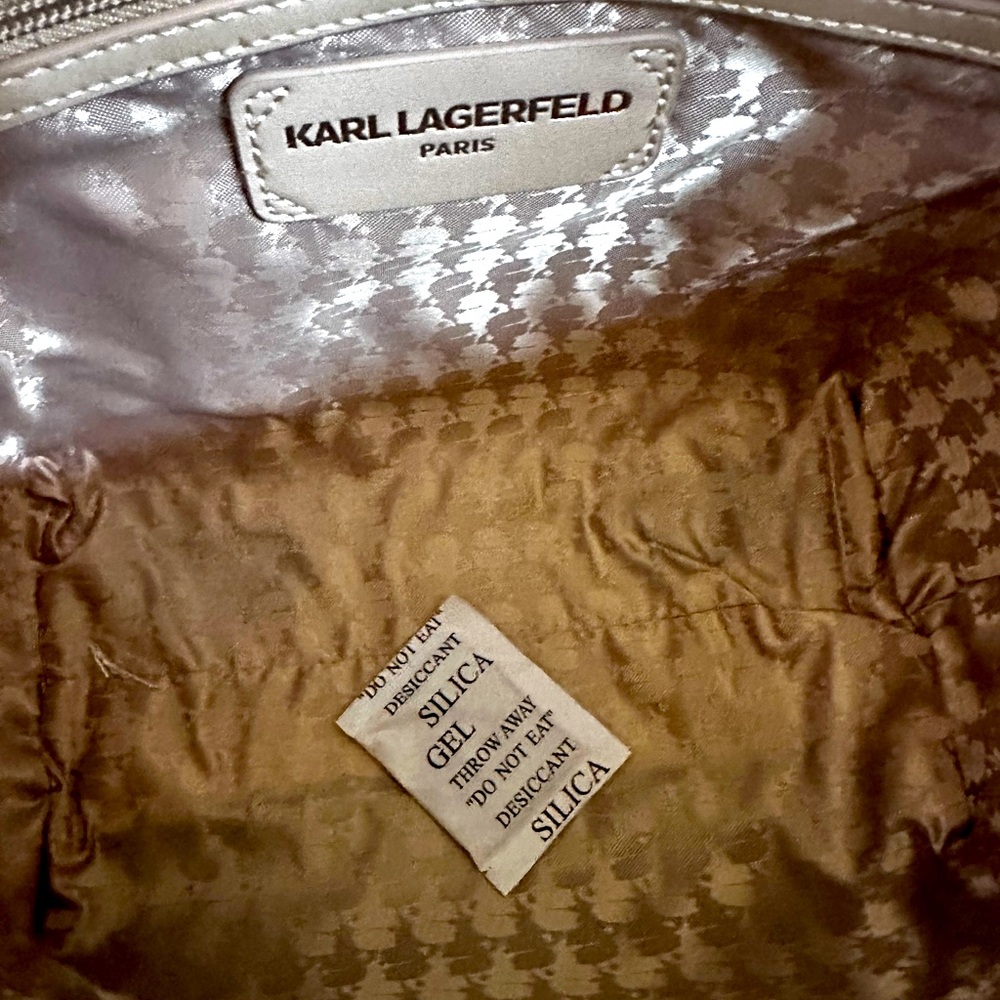 KARL LAGERFELD
PARIS
"DO NOT EAT"
DESICCANT
SILICA
GEL
THROW AWAY
"DO NOT EAT"
DESICCANT
SILICA